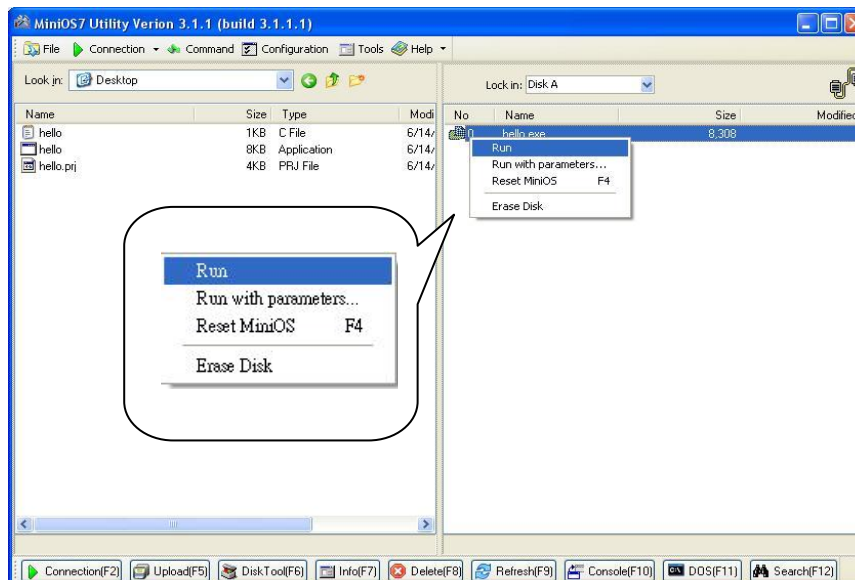 MiniOS7 Utility Verion 3.1.1 (build 3.1.1.1)
File Connection Command Configuration Tools Help
Look in: Desktop
Lock in: Disk A
Name Size Type Modi
No Name Size Modified
hello 1KB C File 6/14/
hello 8KB Application 6/14/
hello.prj 4KB PRJ File 6/14/
0 hello.exe 8,308
Run
Run with parameters...
Reset MiniOS F4
Erase Disk
Run
Run with parameters...
Reset MiniOS F4
Erase Disk
Connection(F2) Upload(F5) DiskTool(F6) Info(F7) Delete(F8) Refresh(F9) Console(F10) DOS(F11) Search(F12)